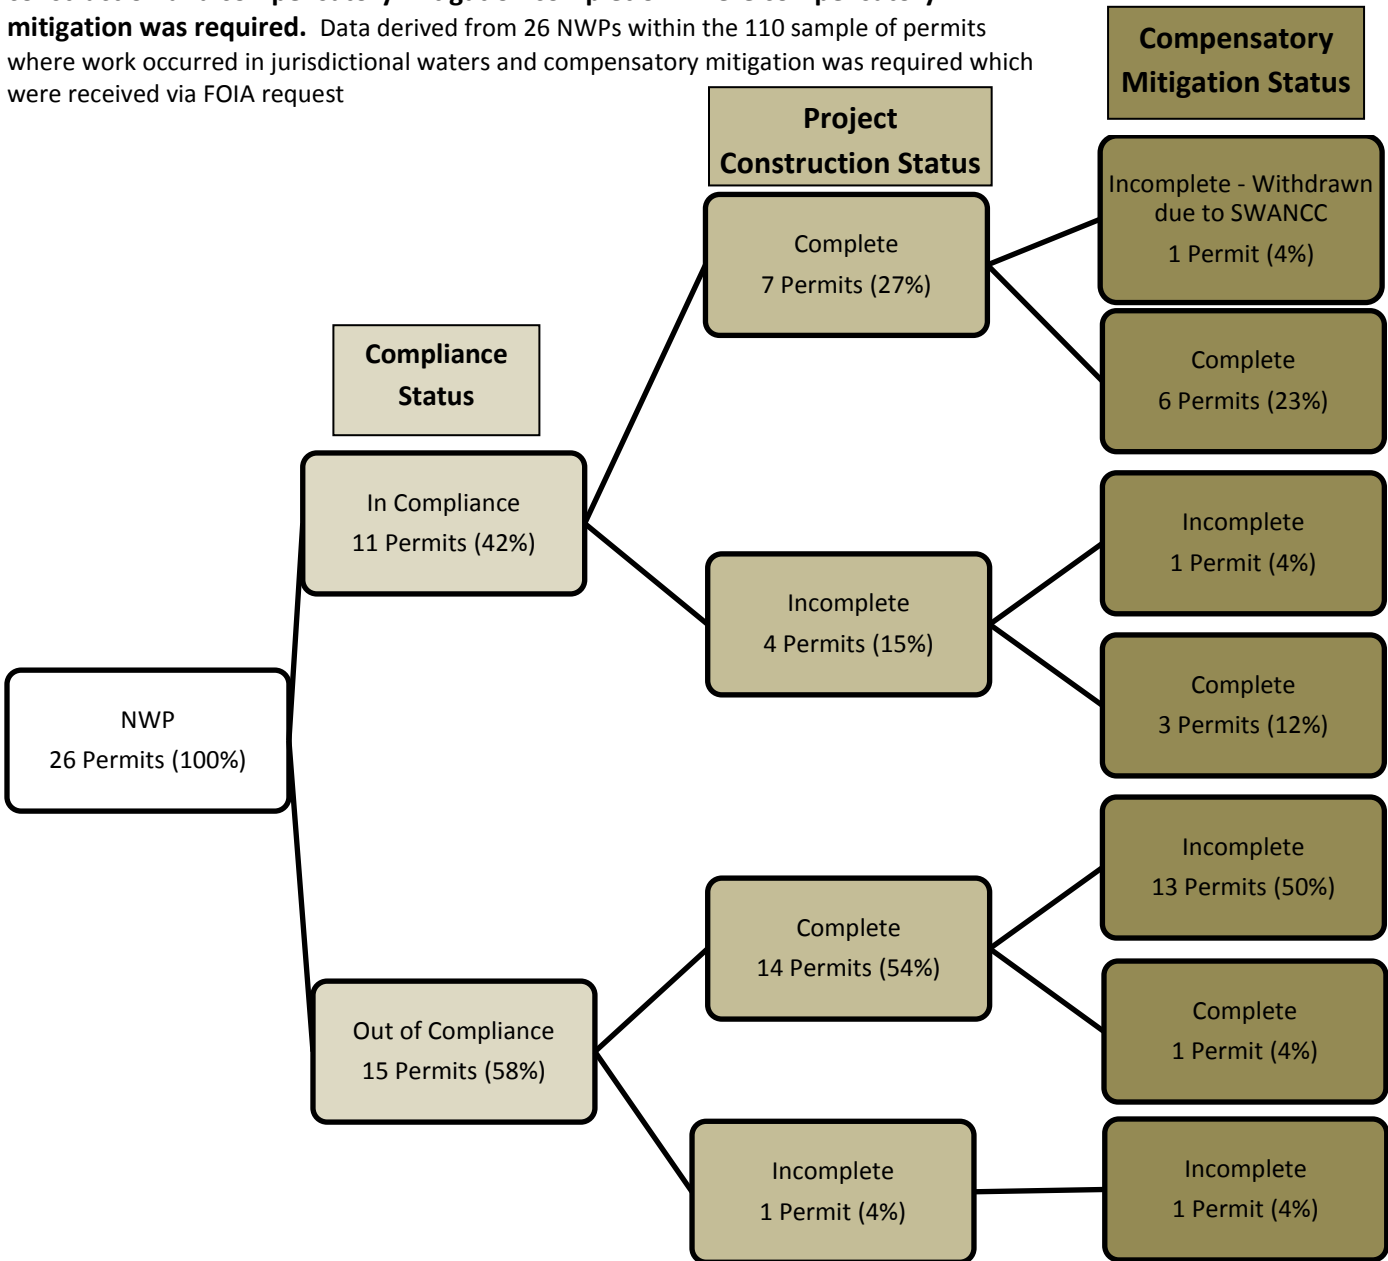 mitigation was required. Data derived from 26 NWPs within the 110 sample of permits
where work occurred in jurisdictional waters and compensatory mitigation was required which
were received via FOIA request
Compensatory
Mitigation Status
Project
Construction Status
Compliance
Status
NWP
26 Permits (100%)
In Compliance
11 Permits (42%)
Complete
7 Permits (27%)
Incomplete - Withdrawn
due to SWANCC
1 Permit (4%)
Complete
6 Permits (23%)
Incomplete
4 Permits (15%)
Incomplete
1 Permit (4%)
Complete
3 Permits (12%)
Out of Compliance
15 Permits (58%)
Complete
14 Permits (54%)
Incomplete
13 Permits (50%)
Complete
1 Permit (4%)
Incomplete
1 Permit (4%)
Incomplete
1 Permit (4%)